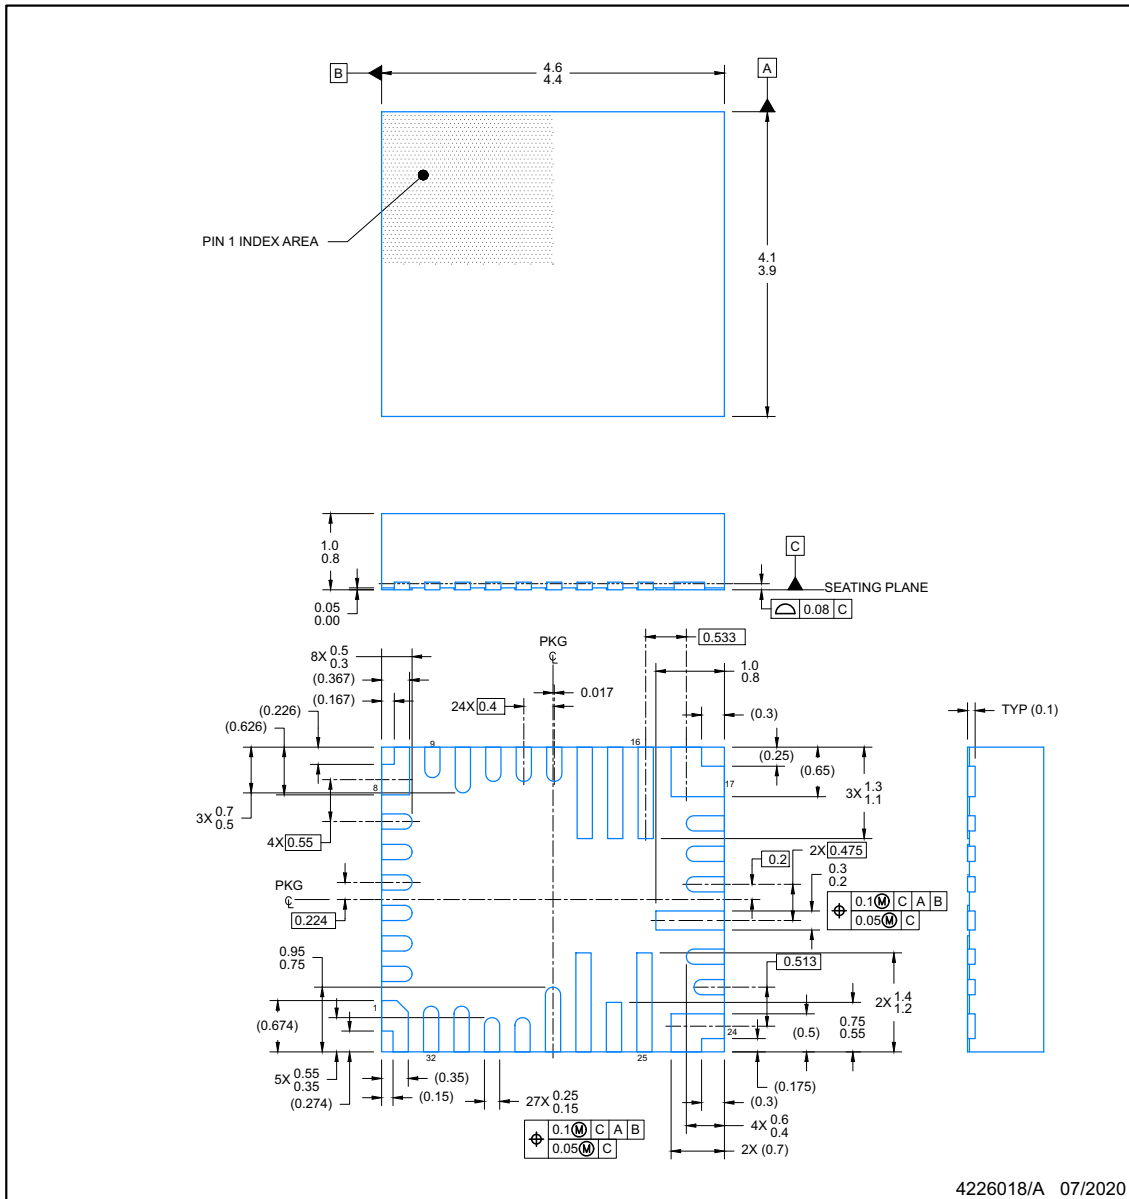 B
4.6
4.4
A
PIN 1 INDEX AREA
4.1
3.9
1.0
0.8
C
SEATING PLANE
0.05
0.00
0.08 C
PKG
℄
0.533
8X 0.5
0.3
1.0
0.8
(0.367)
0.017
(0.167)
24X 0.4
TYP (0.1)
(0.226)
(0.3)
(0.626)
9
16
(0.25)
(0.65)
8
17
3X 1.3
1.1
3X 0.7
0.5
4X 0.55
2X 0.475
0.2
0.3
0.2
PKG
℄
0.1 Ⓜ C A B
0.05 Ⓜ C
0.224
0.95
0.75
0.513
1
2X 1.4
1.2
(0.674)
24
0.75
0.55
(0.5)
32
25
5X 0.55
0.35
(0.35)
(0.175)
(0.274)
(0.15)
27X 0.25
0.15
(0.3)
0.1 Ⓜ C A B
0.05 Ⓜ C
4X 0.6
0.4
2X (0.7)
4226018/A 07/2020